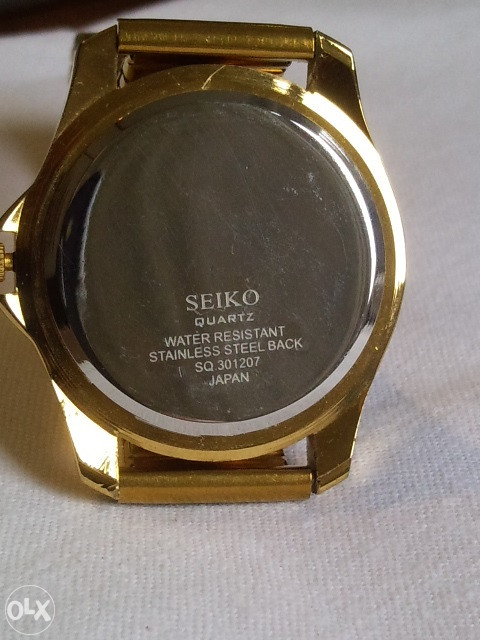 SEIKO
QUARTZ
WATER RESISTANT
STAINLESS STEEL BACK
SQ.301207
JAPAN
OLX